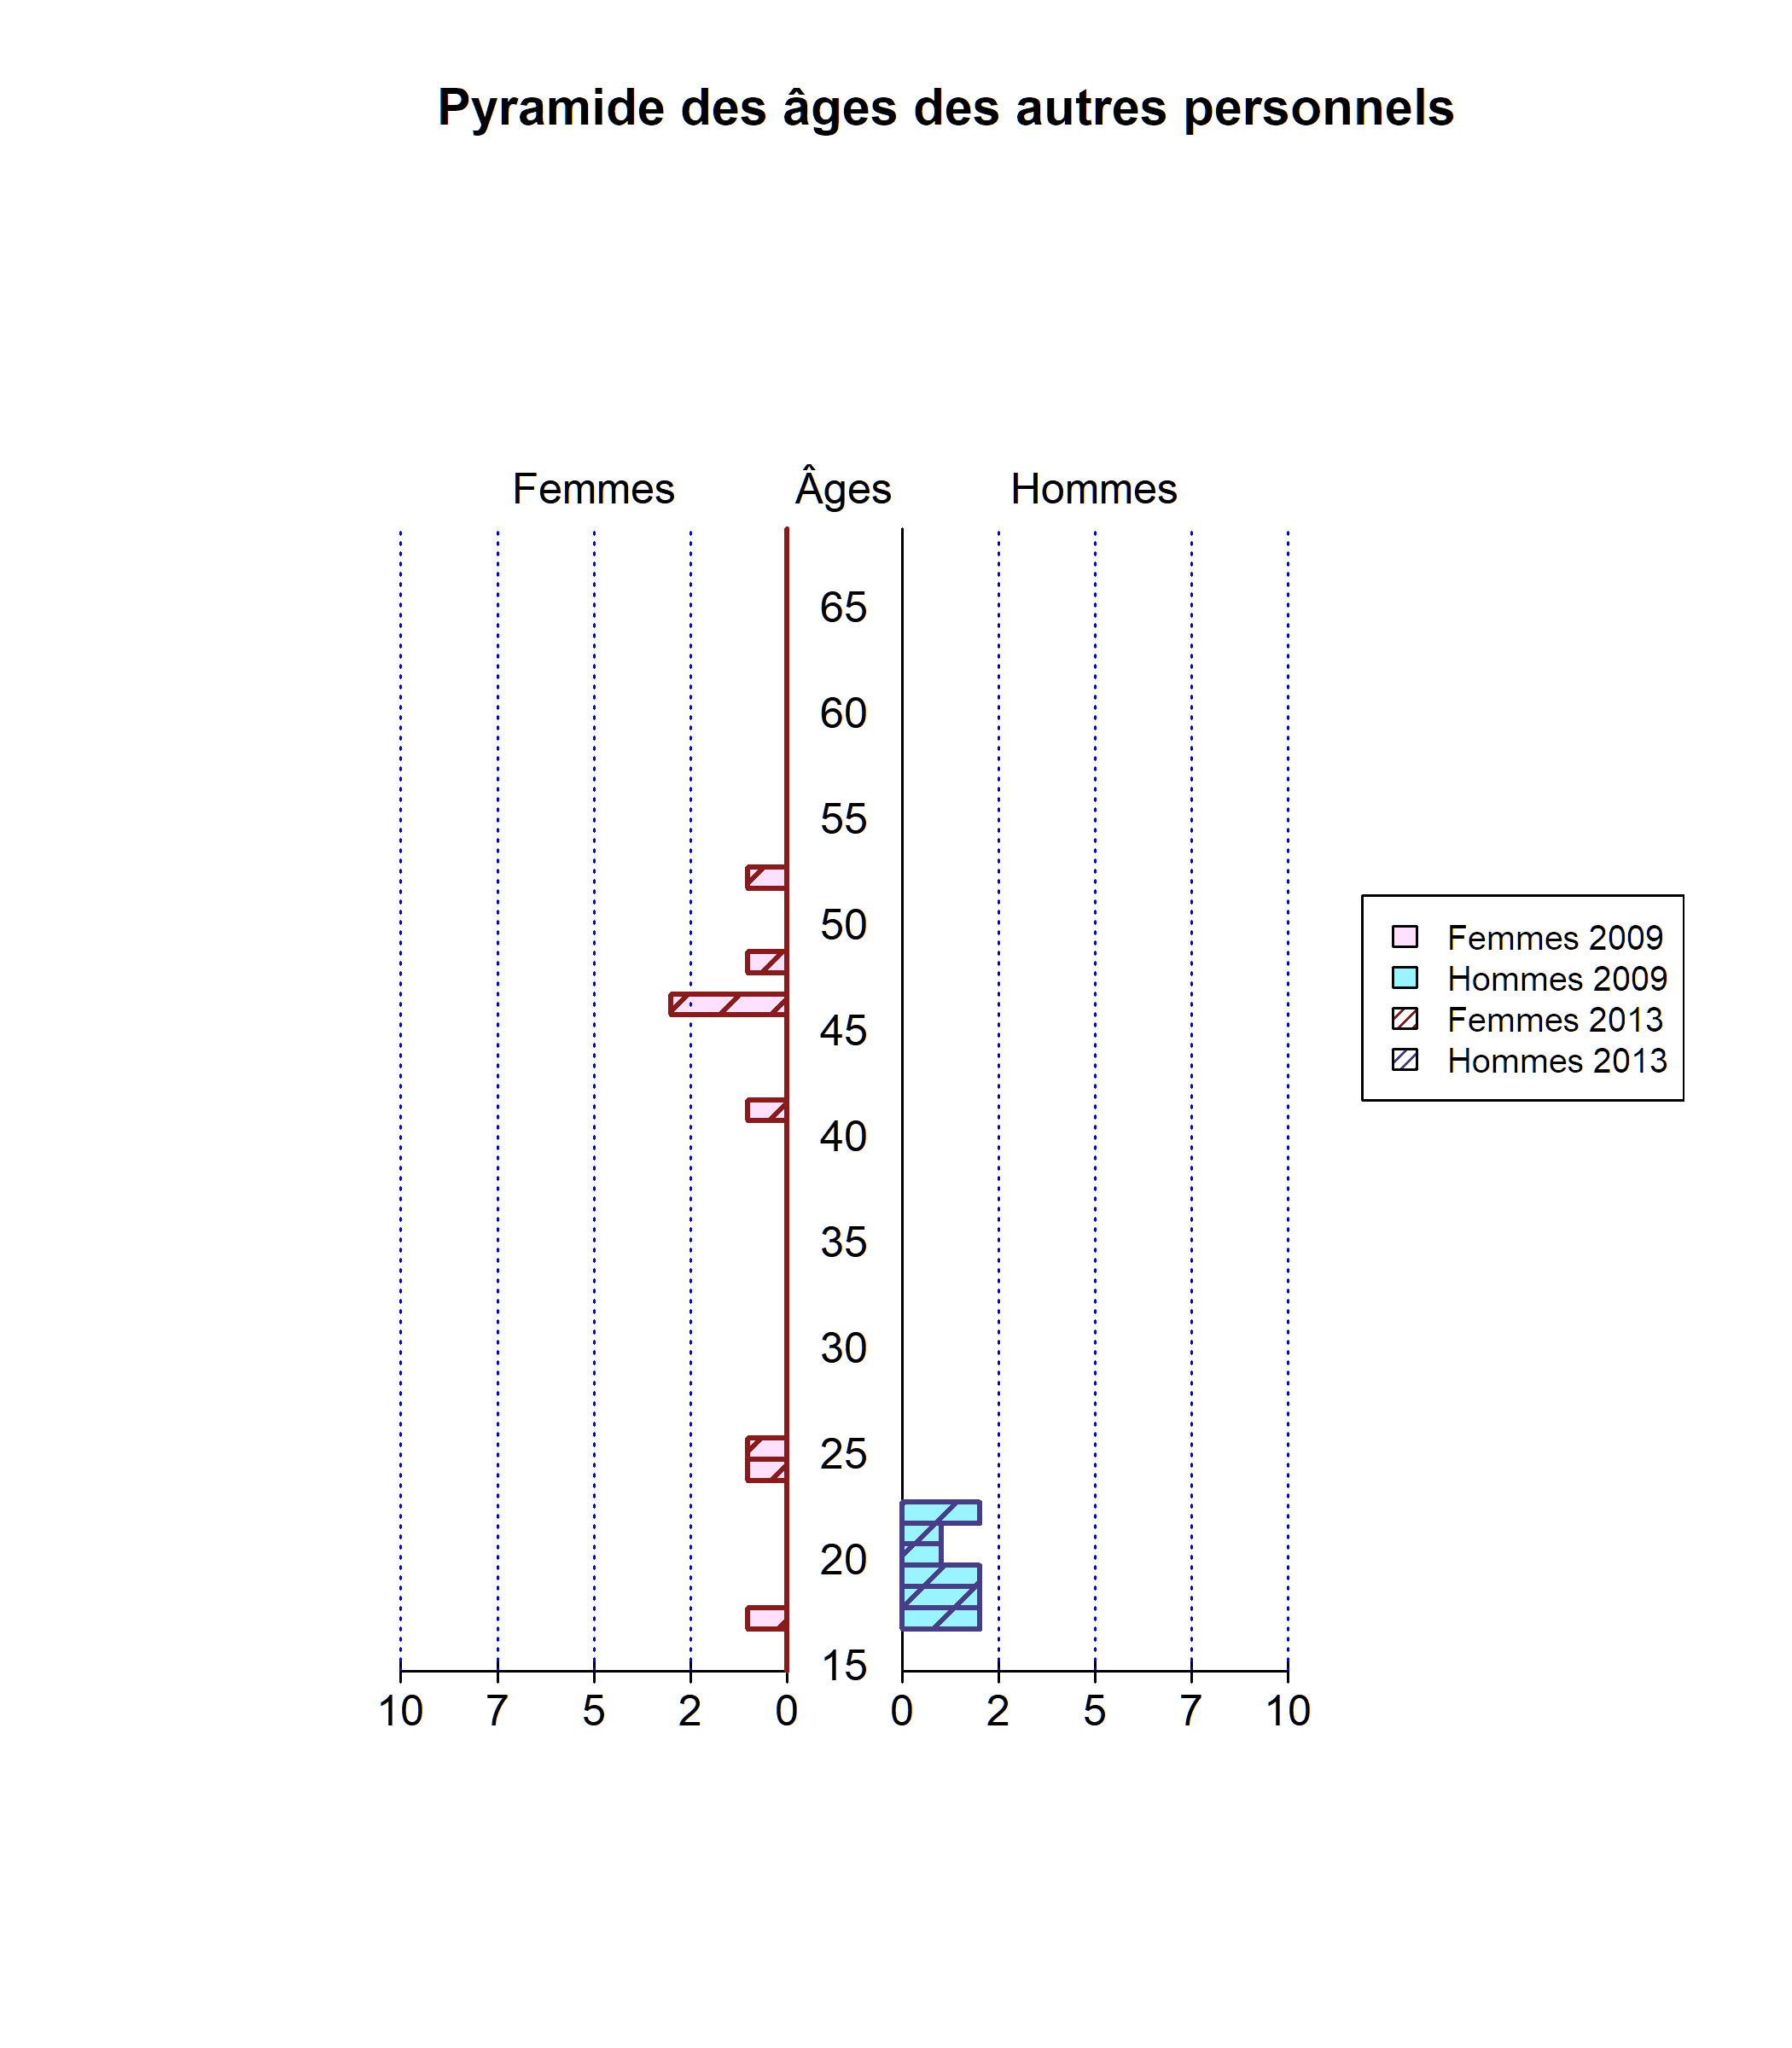 Pyramide des âges des autres personnels
Femmes Âges Hommes
65
60
55
50
45
40
35
30
25
20
15
10 7 5 2 0 0 2 5 7 10
Femmes 2009
Hommes 2009
Femmes 2013
Hommes 2013